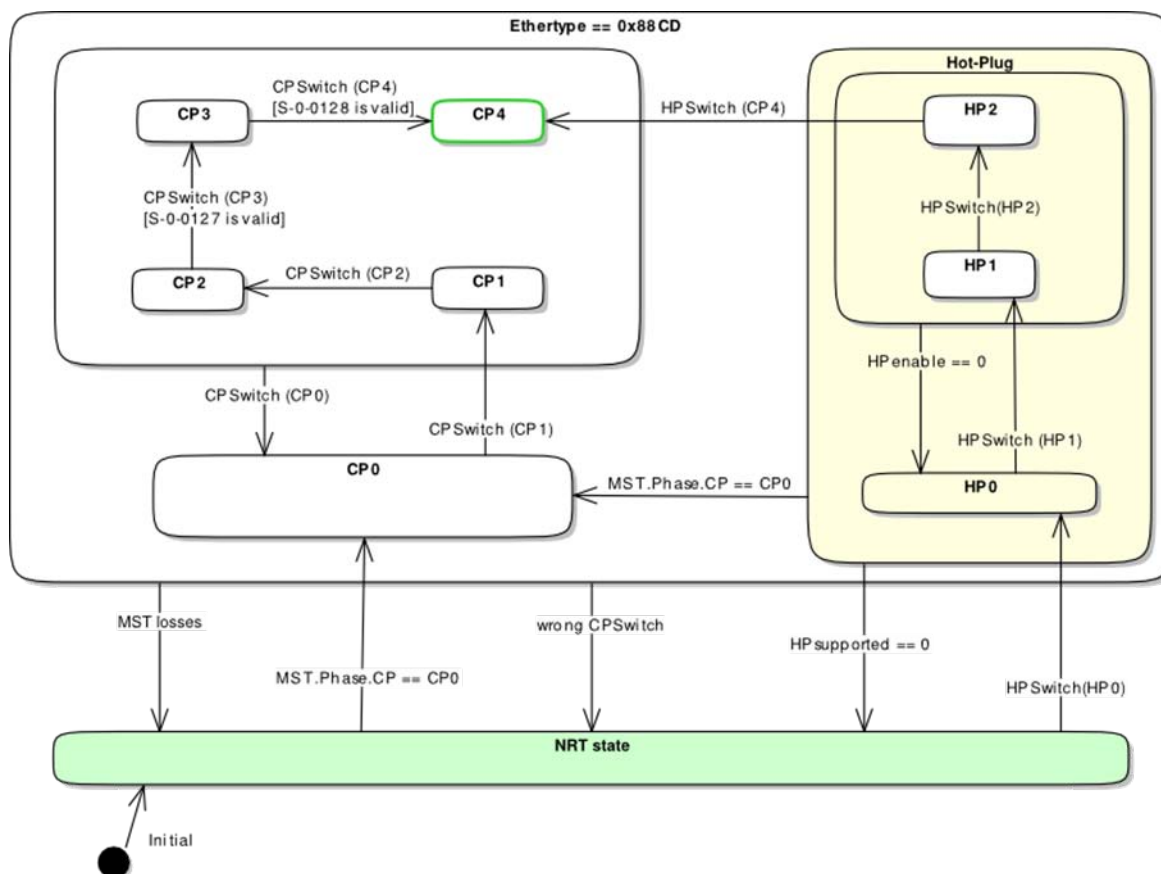 Ethertype == 0x88CD
Hot-Plug
CPSwitch (CP4)
[S-0-0128 is valid]
CP3
CP4
HPSwitch (CP4)
HP2
CPSwitch (CP3)
[S-0-0127 is valid]
HPSwitch(HP2)
CP2
CPSwitch (CP2)
CP1
HP1
HPenable == 0
CPSwitch (CP0)
CPSwitch (CP1)
HPSwitch (HP1)
CP0
MST.Phase.CP == CP0
HP0
MST losses
wrong CPSwitch
HPsupported == 0
MST.Phase.CP == CP0
HPSwitch(HP0)
NRT state
Initial